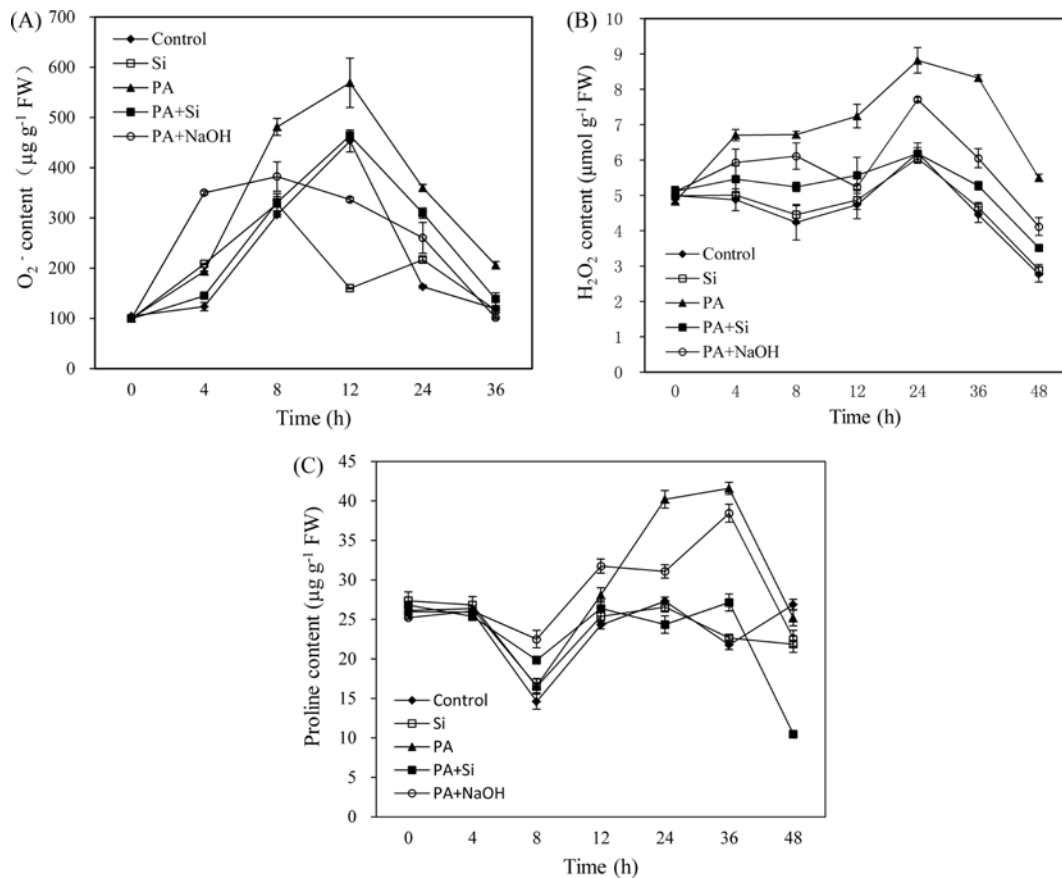 (A)
O₂⁻ content (µg g⁻¹ FW)
700
600
500
400
300
200
100
0
Control
Si
PA
PA+Si
PA+NaOH
0 4 8 12 24 36
Time (h)
(B)
H₂O₂ content (µmol g⁻¹ FW)
10
9
8
7
6
5
4
3
2
1
0
Control
Si
PA
PA+Si
PA+NaOH
0 4 8 12 24 36 48
Time (h)
(C)
Proline content (µg g⁻¹ FW)
45
40
35
30
25
20
15
10
5
0
Control
Si
PA
PA+Si
PA+NaOH
0 4 8 12 24 36 48
Time (h)